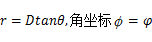 r = Dtanθ,角坐标 ϕ = φ